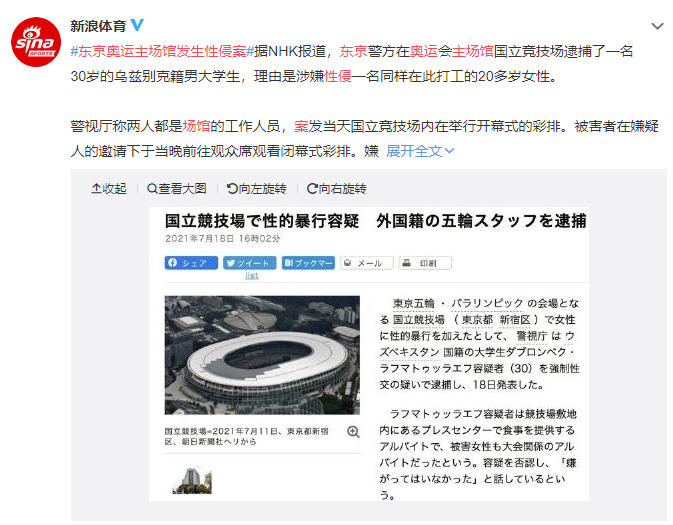 sina
SPORTS
新浪体育
#东京奥运主场馆发生性侵案#据NHK报道，东京警方在奥运会主场馆国立竞技场逮捕了一名
30岁的乌兹别克籍男大学生，理由是涉嫌性侵一名同样在此打工的20多岁女性。
警视厅称两人都是场馆的工作人员，案发当天国立竞技场内在举行开幕式的彩排。被害者在嫌疑
人的邀请下于当晚前往观众席观看闭幕式彩排。嫌 展开全文
收起 查看大图 向左旋转 向右旋转
国立競技場で性的暴行容疑 外国籍の五輪スタッフを逮捕
2021年7月18日 16時02分
シェア ツイート B!ブックマー メール 印刷
list
東京五輪・パラリンピックの会場とな
る国立競技場（東京都新宿区）で女性
に性的暴行を加えたとして、警視庁はウ
ズベキスタン国籍の大学生ダブロンベク・
ラフマトゥッラエフ容疑者（30）を強制性
交の疑いで逮捕し、18日発表した。
国立競技場=2021年7月11日、東京都新宿
区、朝日新聞社ヘリから
ラフマトゥッラエフ容疑者は競技場敷地
内にあるプレスセンターで食事を提供する
アルバイトで、被害女性も大会関係のアル
バイトだったという。容疑を否認し、「嫌
がってはいなかった」と話しているとい
う。